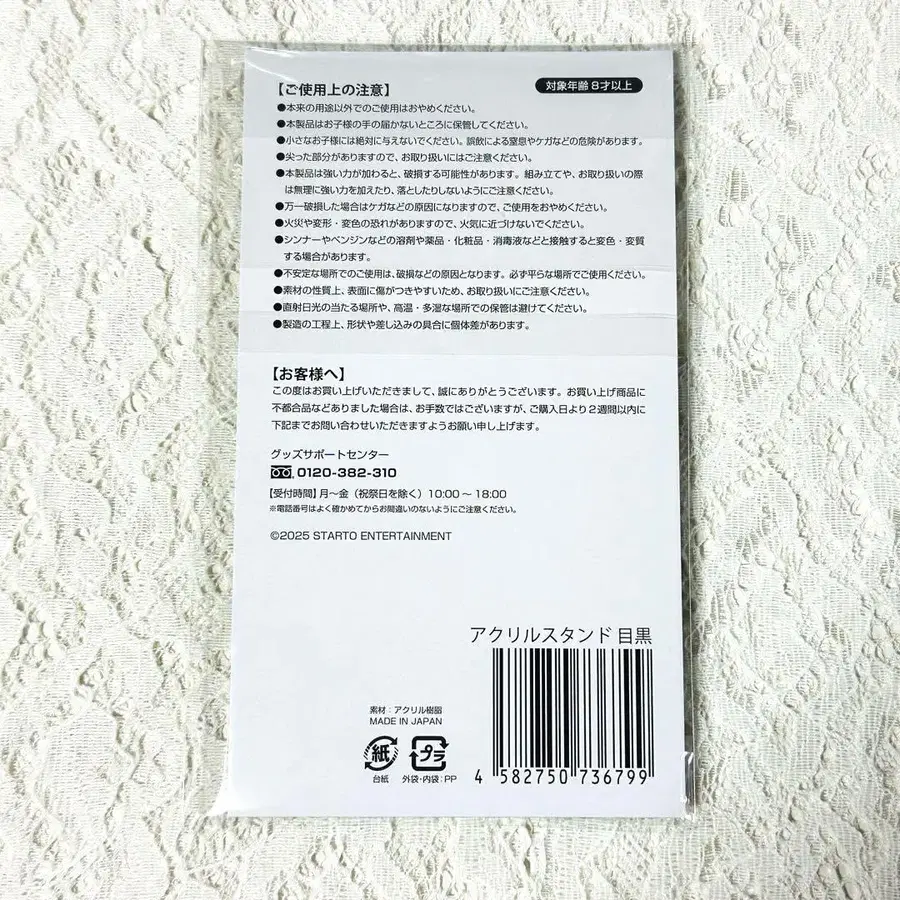 【ご使用上の注意】
対象年齢 8才以上
●本来の用途以外でのご使用はおやめください。
●本製品はお子様の手の届かないところに保管してください。
●小さなお子様には絶対に与えないでください。誤飲による窒息やケガなどの危険があります。
●尖った部分がありますので、お取り扱いにはご注意ください。
●本製品は強い力が加わると、破損する可能性があります。組み立てや、お取り扱いの際
は無理に強い力を加えたり、落としたりしないようにご注意ください。
●万一破損した場合はケガなどの原因になりますので、ご使用をおやめください。
●火災や変形・変色の恐れがありますので、火気に近づけないでください。
●シンナーやベンジンなどの溶剤や薬品・化粧品・消毒液などと接触すると変色・変質
する場合があります。
●不安定な場所でのご使用は、破損などの原因となります。必ず平らな場所でご使用ください。
●素材の性質上、表面に傷がつきやすいため、お取り扱いにご注意ください。
●直射日光の当たる場所や、高温・多湿な場所での保管は避けてください。
●製造の工程上、形状や差し込みの具合に個体差があります。
【お客様へ】
この度はお買い上げいただきまして、誠にありがとうございます。お買い上げ商品に
不都合品などありました場合は、お手数ではございますが、ご購入日より2週間以内に
下記までお問い合わせいただきますようお願い申し上げます。
グッズサポートセンター
0120-382-310
【受付時間】月～金（祝祭日を除く）10:00～18:00
※電話番号はよく確かめてからお間違いのないようにご注意ください。
©2025 STARTO ENTERTAINMENT
アクリルスタンド 目黒
素材：アクリル樹脂
MADE IN JAPAN
紙
プラ
台紙
外袋・内袋：PP
4 582750 736799